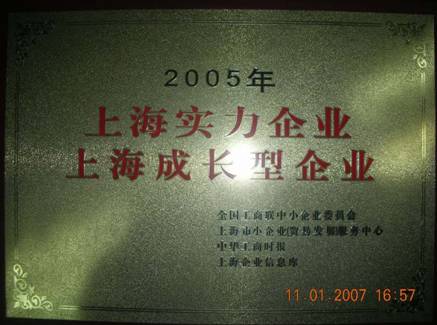 2005年
上海实力企业
上海成长型企业
全国工商联中小企业委员会
上海市小企业(贸易发展)服务中心
中华工商时报
上海企业信息库
11.01.2007 16:57